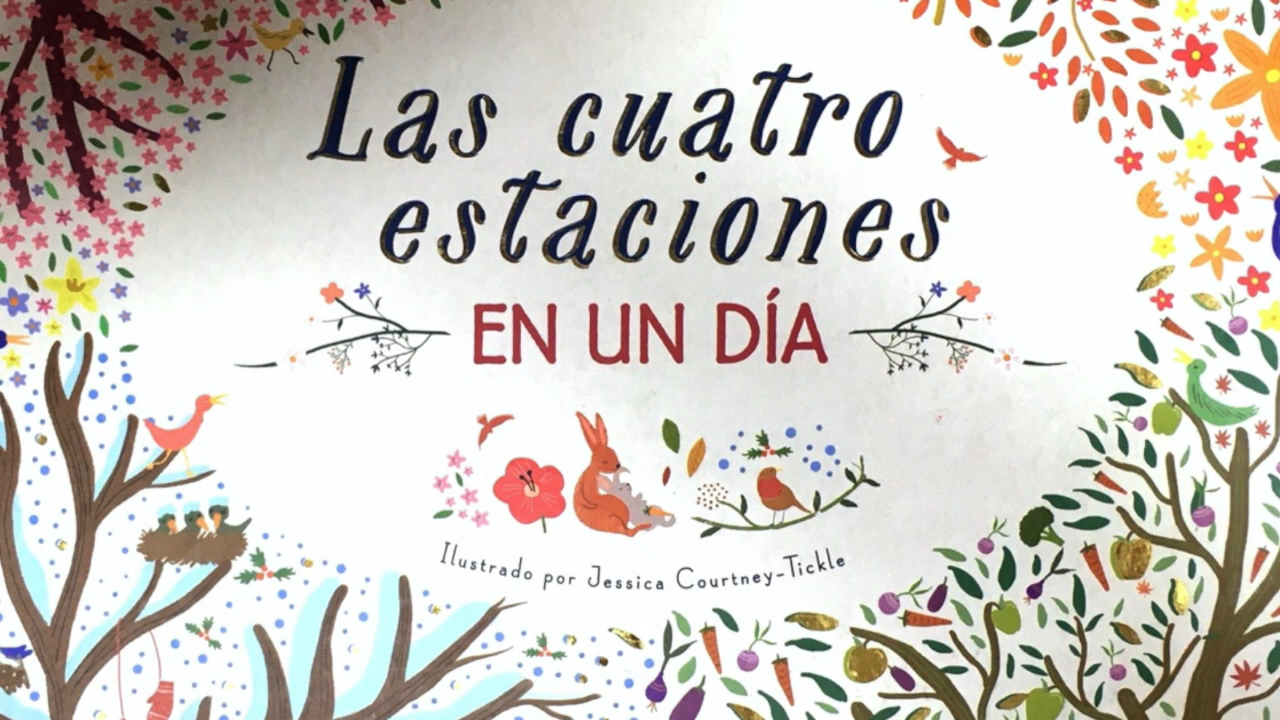 Las cuatro
estaciones
EN UN DÍA
Ilustrado por Jessica Courtney-Tickle